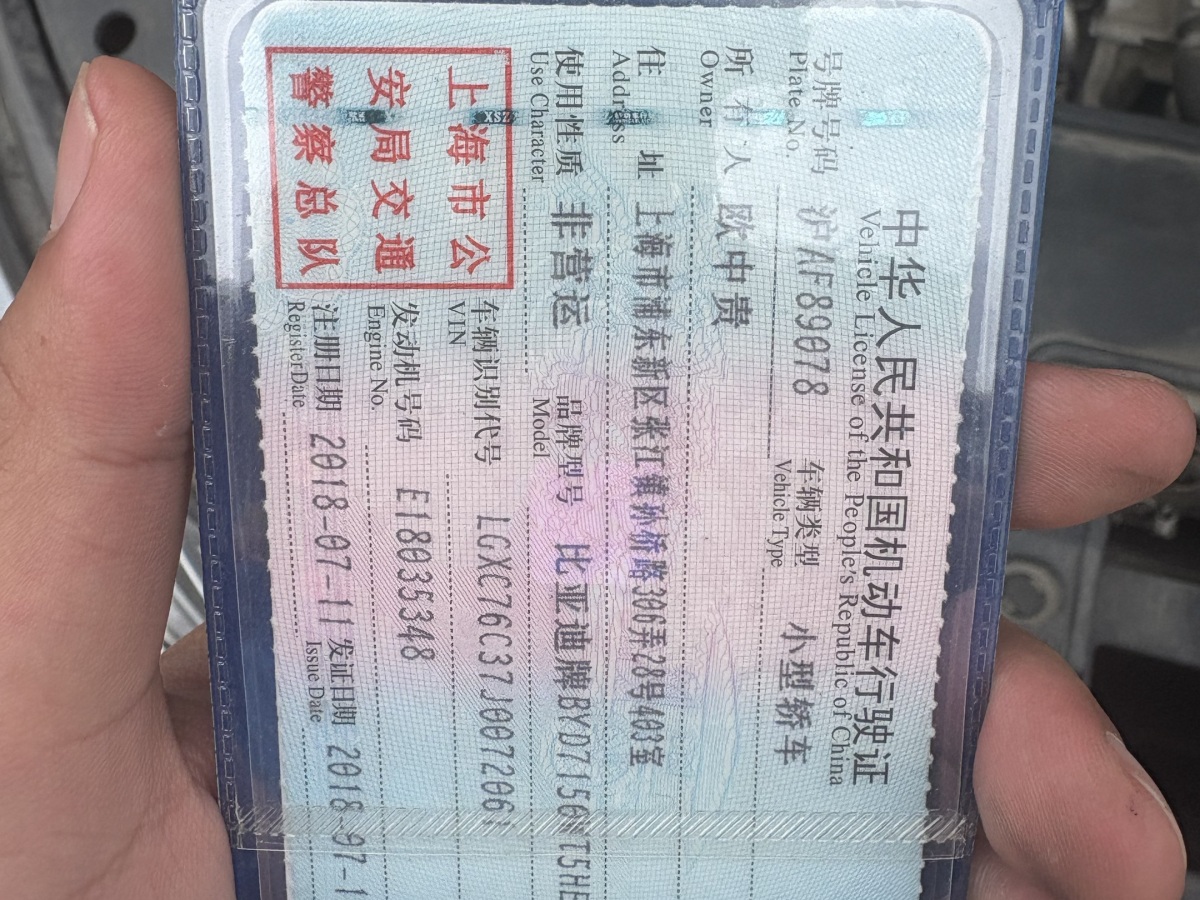 中华人民共和国机动车行驶证
Vehicle License of the People's Republic of China
号牌号码 沪AF89078 车辆类型 小型轿车
Plate No. Vehicle Type
所有人 欧中贵
Owner
住址 上海市浦东新区张江镇孙桥路306弄28号403室
Address
使用性质 非营运 品牌型号 比亚迪牌BYD7150WT5HE
Use Character Model
上海市公
安局交通
警察总队
车辆识别代号 LGXC76C37J0072061
VIN
发动机号码 E18035348
Engine No.
注册日期 2018-07-11 发证日期 2018-07-1
Register Date Issue Date